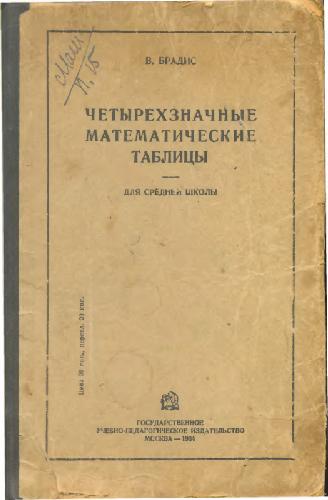 В. БРАДИС
ЧЕТЫРЕХЗНАЧНЫЕ
МАТЕМАТИЧЕСКИЕ
ТАБЛИЦЫ
ДЛЯ СРЕДНЕЙ ШКОЛЫ
ГОСУДАРСТВЕННОЕ
УЧЕБНО-ПЕДАГОГИЧЕСКОЕ ИЗДАТЕЛЬСТВО
МОСКВА —